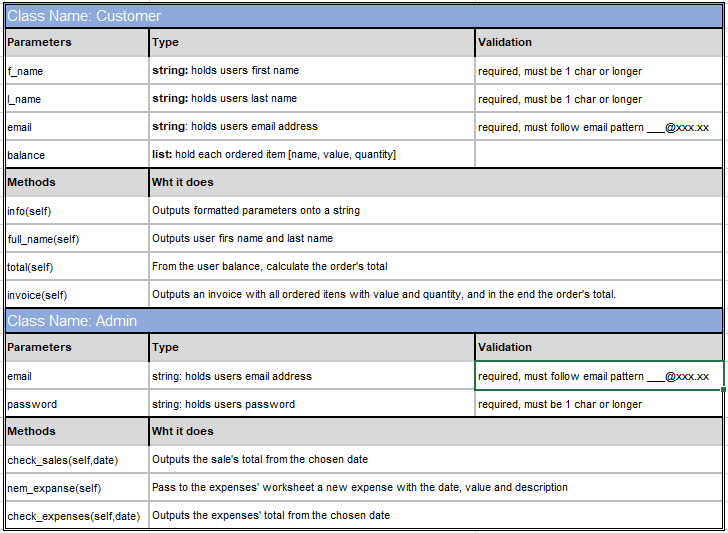 Class Name: Customer
Parameters Type Validation
f_name string: holds users first name required, must be 1 char or longer
l_name string: holds users last name required, must be 1 char or longer
email string: holds users email address required, must follow email pattern ___@xxx.xx
balance list: hold each ordered item [name, value, quantity]
Methods Wht it does
info(self) Outputs formatted parameters onto a string
full_name(self) Outputs user firs name and last name
total(self) From the user balance, calculate the order's total
invoice(self) Outputs an invoice with all ordered itens with value and quantity, and in the end the order's total.
Class Name: Admin
Parameters Type Validation
email string: holds users email address required, must follow email pattern ___@xxx.xx
password string: holds users password required, must be 1 char or longer
Methods Wht it does
check_sales(self,date) Outputs the sale's total from the chosen date
nem_expanse(self) Pass to the expenses' worksheet a new expense with the date, value and description
check_expenses(self,date) Outputs the expenses' total from the chosen date